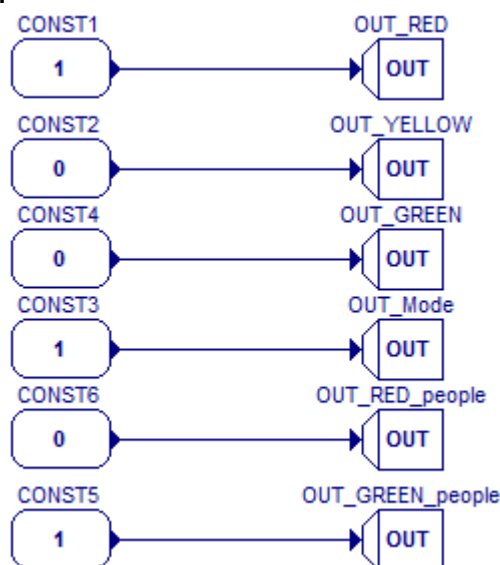 CONST1 OUT_RED
1 OUT
CONST2 OUT_YELLOW
0 OUT
CONST4 OUT_GREEN
0 OUT
CONST3 OUT_Mode
1 OUT
CONST6 OUT_RED_people
0 OUT
CONST5 OUT_GREEN_people
1 OUT